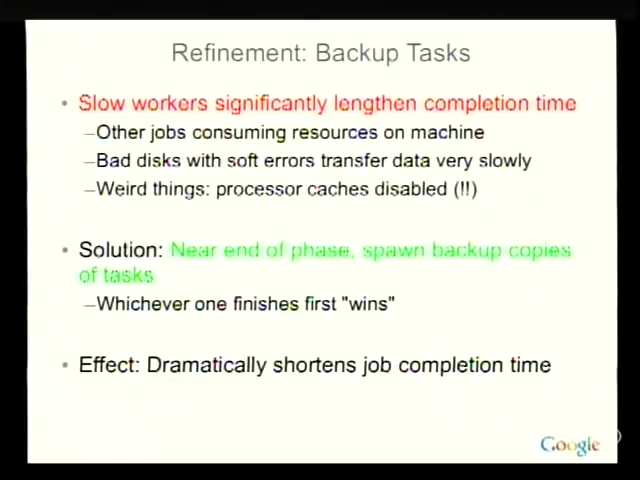 Refinement: Backup Tasks
• Slow workers significantly lengthen completion time
–Other jobs consuming resources on machine
–Bad disks with soft errors transfer data very slowly
–Weird things: processor caches disabled (!!)
• Solution: Near end of phase, spawn backup copies
of tasks
–Whichever one finishes first "wins"
• Effect: Dramatically shortens job completion time
Google